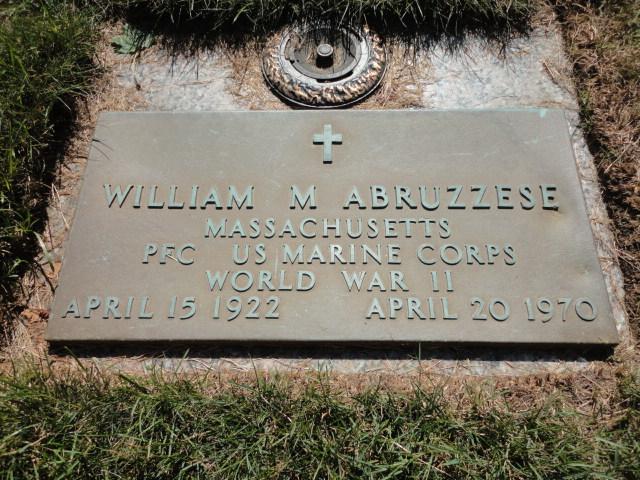 WILLIAM M ABRUZZESE
MASSACHUSETTS
PFC US MARINE CORPS
WORLD WAR II
APRIL 15 1922 APRIL 20 1970